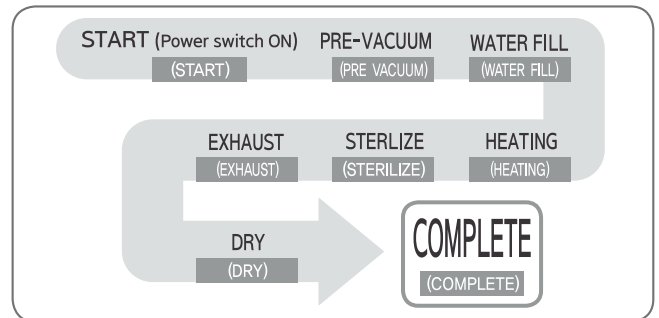 START (Power switch ON) PRE-VACUUM WATER FILL
(START) (PRE VACUUM) (WATER FILL)
EXHAUST STERLIZE HEATING
(EXHAUST) (STERILIZE) (HEATING)
DRY
(DRY)
COMPLETE
(COMPLETE)